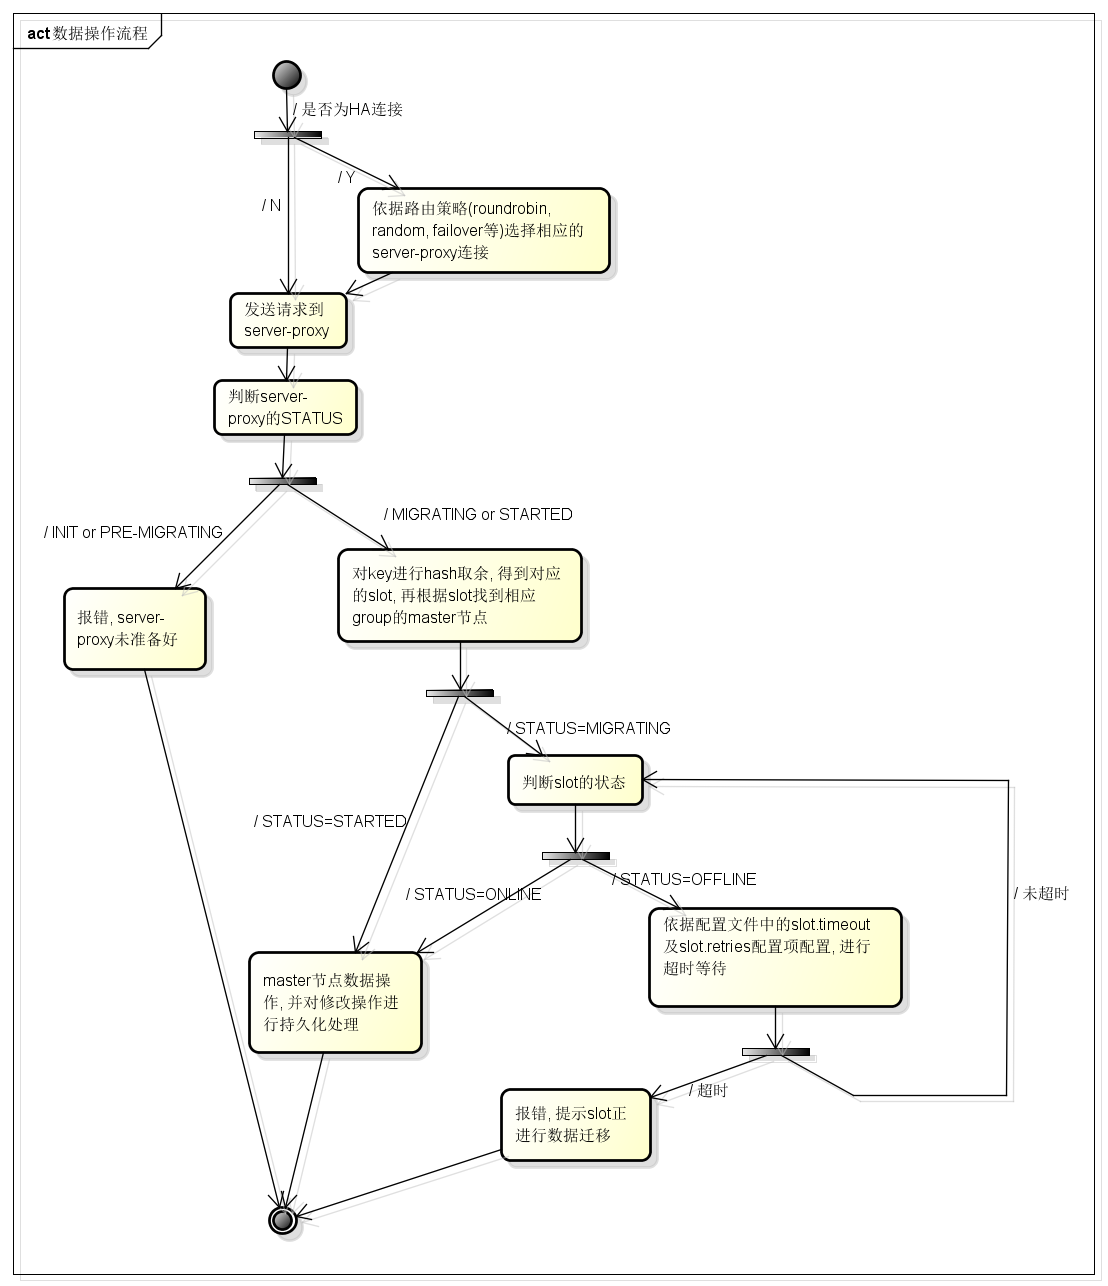 act 数据操作流程
/ 是否为HA连接
/ Y
/ N
依据路由策略(roundrobin,
random, failover等)选择相应的
server-proxy连接
发送请求到
server-proxy
判断server-
proxy的STATUS
/ MIGRATING or STARTED
/ INIT or PRE-MIGRATING
对key进行hash取余, 得到对应
的slot, 再根据slot找到相应
group的master节点
报错, server-
proxy未准备好
/ STATUS=MIGRATING
判断slot的状态
/ STATUS=STARTED
/ STATUS=OFFLINE
/ STATUS=ONLINE
/ 未超时
依据配置文件中的slot.timeout
及slot.retries配置项配置, 进行
超时等待
master节点数据操
作, 并对修改操作进
行持久化处理
/ 超时
报错, 提示slot正
进行数据迁移